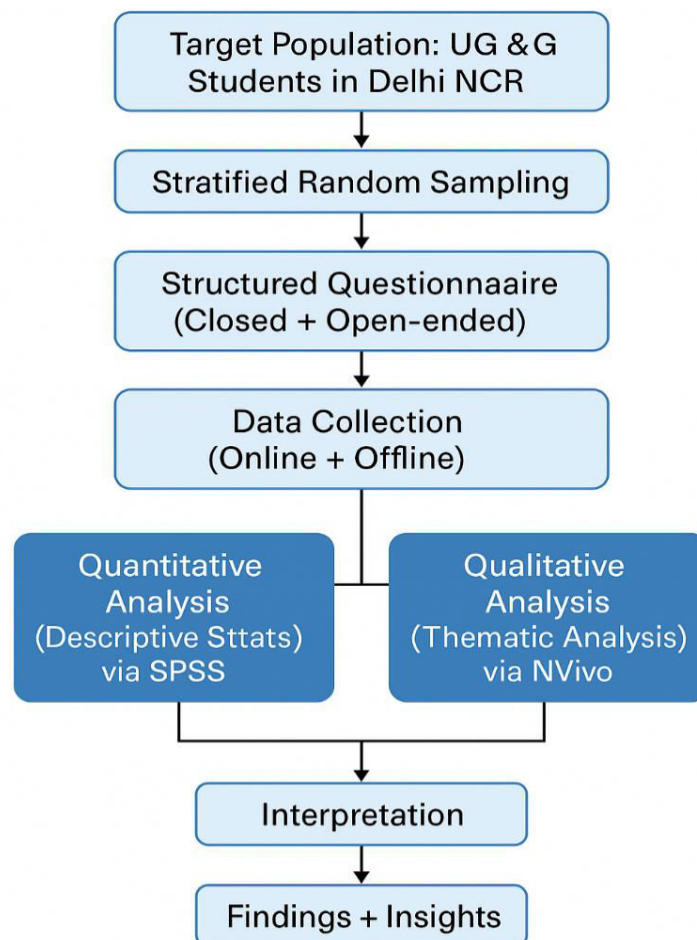 Target Population: UG & G
Students in Delhi NCR
Stratified Random Sampling
Structured Questionnaaire
(Closed + Open-ended)
Data Collection
(Online + Offline)
Quantitative
Analysis
(Descriptive Sttats)
via SPSS
Qualitative
Analysis
(Thematic Analysis)
via NVivo
Interpretation
Findings + Insights